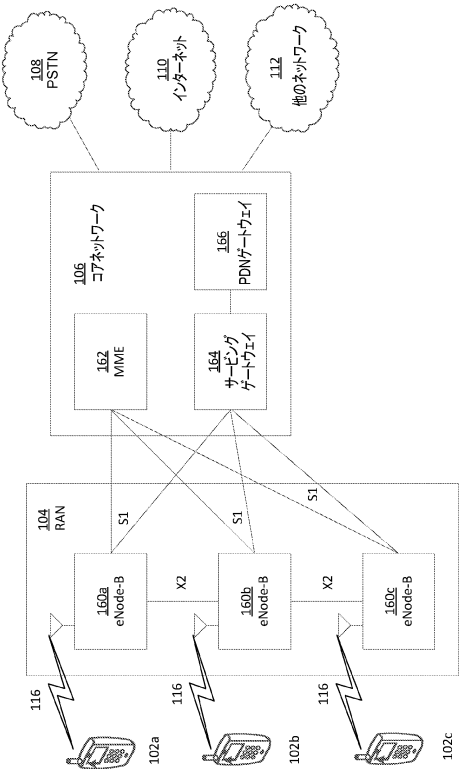 108
PSTN
110
インターネット
112
他のネットワーク
106
コアネットワーク
162
MME
164
サービング
ゲートウェイ
166
PDNゲートウェイ
104
RAN
S1
S1
S1
160a
eNode-B
X2
160b
eNode-B
X2
160c
eNode-B
116
116
116
102a
102b
102c